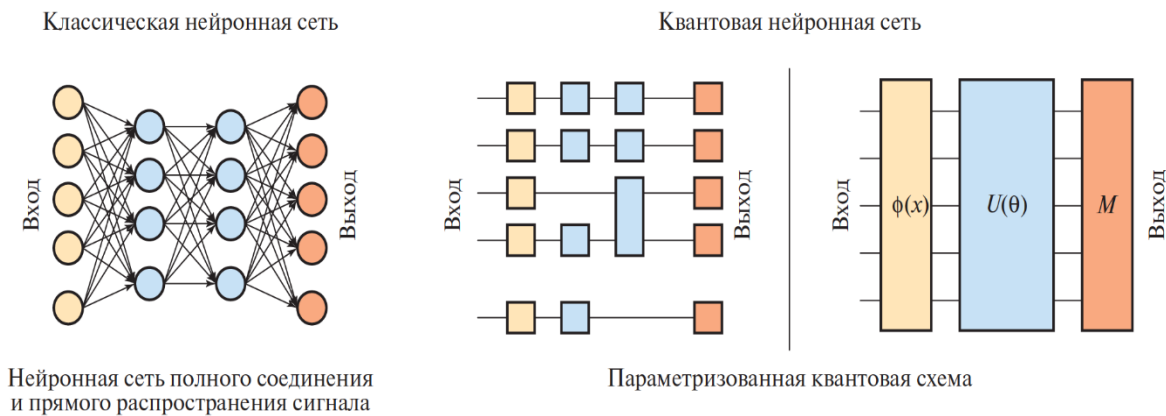 Классическая нейронная сеть
Квантовая нейронная сеть
Вход
Выход
Вход
Выход
Вход
ϕ(x)
U(θ)
M
Выход
Нейронная сеть полного соединения
и прямого распространения сигнала
Параметризованная квантовая схема